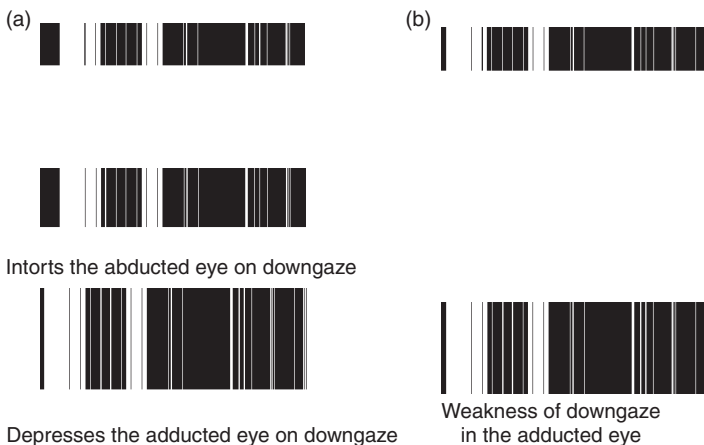 (a)
(b)
Intorts the abducted eye on downgaze
Depresses the adducted eye on downgaze
Weakness of downgaze
in the adducted eye